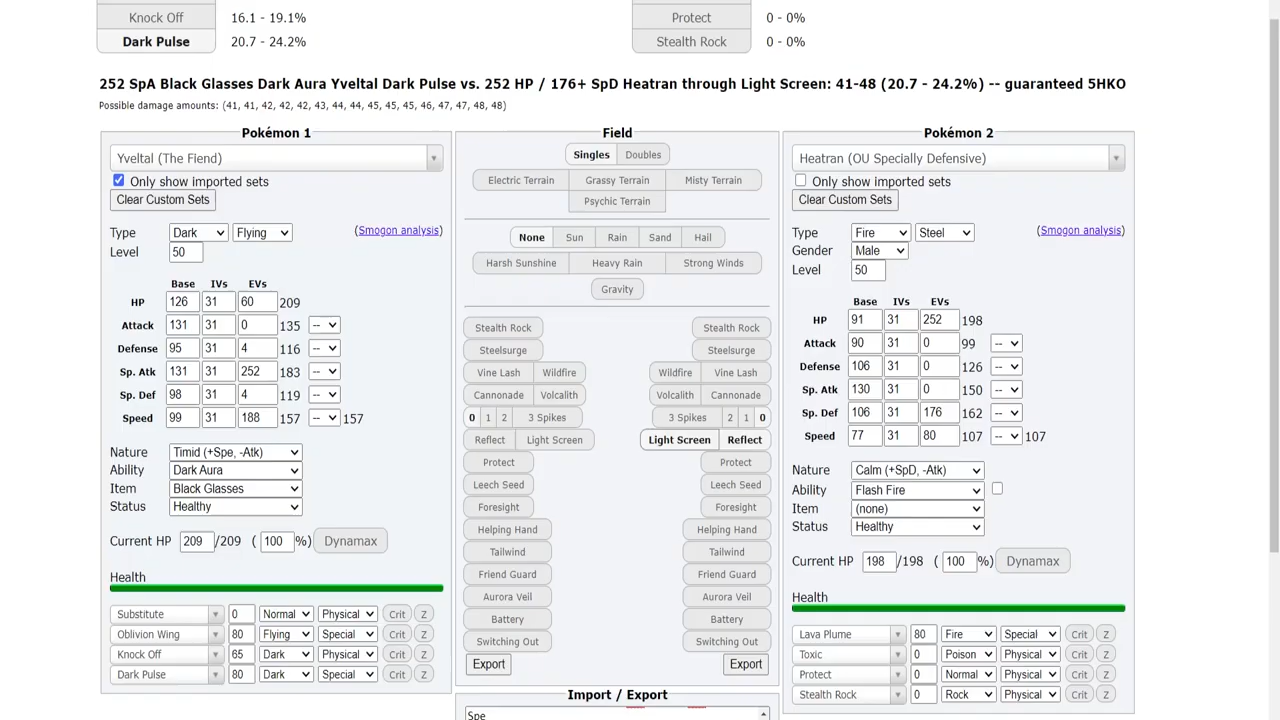 Knock Off 16.1 - 19.1%
Dark Pulse 20.7 - 24.2%
Protect 0 - 0%
Stealth Rock 0 - 0%
252 SpA Black Glasses Dark Aura Yveltal Dark Pulse vs. 252 HP / 176+ SpD Heatran through Light Screen: 41-48 (20.7 - 24.2%) -- guaranteed 5HKO
Possible damage amounts: (41, 41, 42, 42, 42, 43, 44, 44, 45, 45, 45, 46, 47, 47, 48, 48)
Pokémon 1
Yveltal (The Fiend)
Only show imported sets
Clear Custom Sets
Type Dark Flying (Smogon analysis)
Level 50
Base IVs EVs
HP 126 31 60 209
Attack 131 31 0 135 --
Defense 95 31 4 116 --
Sp. Atk 131 31 252 183 --
Sp. Def 98 31 4 119 --
Speed 99 31 188 157 -- 157
Nature Timid (+Spe, -Atk)
Ability Dark Aura
Item Black Glasses
Status Healthy
Current HP 209 /209 ( 100 %) Dynamax
Health
Substitute 0 Normal Physical Crit Z
Oblivion Wing 80 Flying Special Crit Z
Knock Off 65 Dark Physical Crit Z
Dark Pulse 80 Dark Special Crit Z
Field
Singles Doubles
Electric Terrain Grassy Terrain Misty Terrain
Psychic Terrain
None Sun Rain Sand Hail
Harsh Sunshine Heavy Rain Strong Winds
Gravity
Stealth Rock Stealth Rock
Steelsurge Steelsurge
Vine Lash Wildfire Wildfire Vine Lash
Cannonade Volcalith Volcalith Cannonade
0 1 2 3 Spikes 3 Spikes 2 1 0
Reflect Light Screen Light Screen Reflect
Protect Protect
Leech Seed Leech Seed
Foresight Foresight
Helping Hand Helping Hand
Tailwind Tailwind
Friend Guard Friend Guard
Aurora Veil Aurora Veil
Battery Battery
Switching Out Switching Out
Export Export
Import / Export
Spe
Pokémon 2
Heatran (OU Specially Defensive)
Only show imported sets
Clear Custom Sets
Type Fire Steel (Smogon analysis)
Gender Male
Level 50
Base IVs EVs
HP 91 31 252 198
Attack 90 31 0 99 --
Defense 106 31 0 126 --
Sp. Atk 130 31 0 150 --
Sp. Def 106 31 176 162 --
Speed 77 31 80 107 -- 107
Nature Calm (+SpD, -Atk)
Ability Flash Fire
Item (none)
Status Healthy
Current HP 198 /198 ( 100 %) Dynamax
Health
Lava Plume 80 Fire Special Crit Z
Toxic 0 Poison Physical Crit Z
Protect 0 Normal Physical Crit Z
Stealth Rock 0 Rock Physical Crit Z